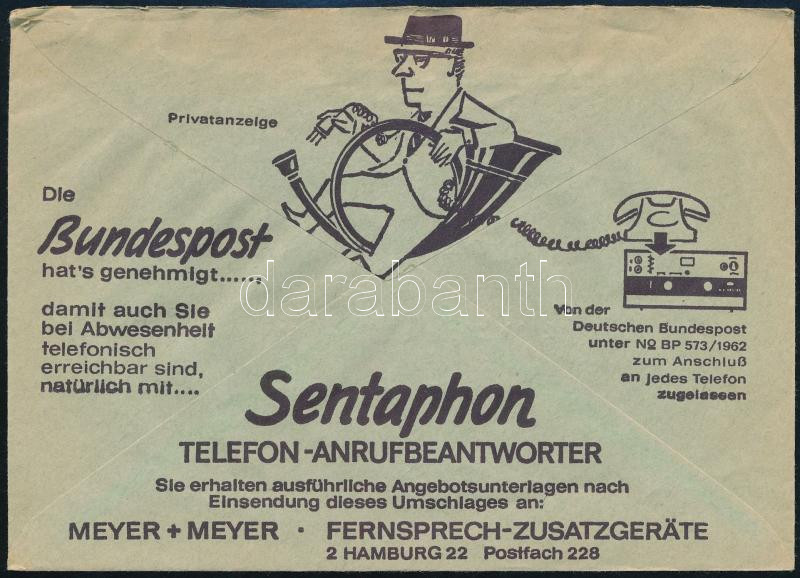 Privatanzeige
Die
Bundespost
hat's genehmigt......,
damit auch Sie
bei Abwesenheit
telefonisch
erreichbar sind,
natürlich mit....
Von der
Deutschen Bundespost
unter No BP 573/1962
zum Anschluß
an jedes Telefon
zugelassen
darabanth
Sentaphon
TELEFON-ANRUFBEANTWORTER
Sie erhalten ausführliche Angebotsunterlagen nach
Einsendung dieses Umschlages an:
MEYER + MEYER · FERNSPRECH-ZUSATZGERÄTE
2 HAMBURG 22 Postfach 228